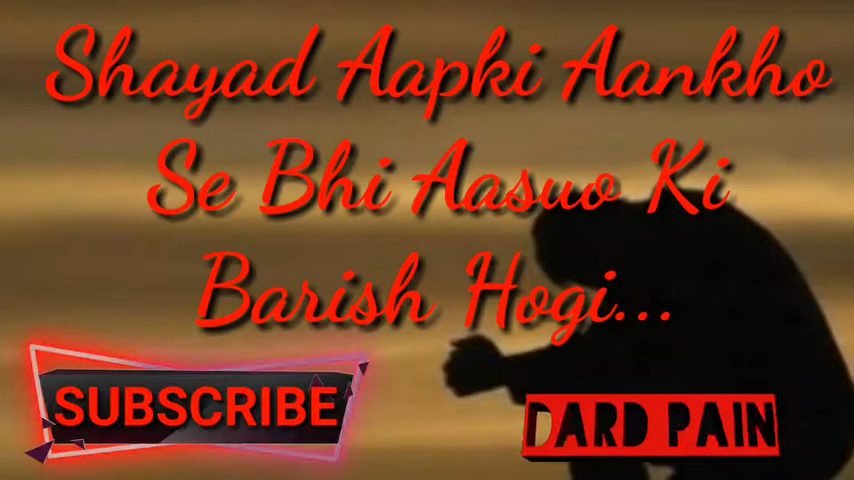 Shayad Aapki Aankho
Se Bhi Aasuo Ki
Barish Hogi...
SUBSCRIBE
DARD PAIN